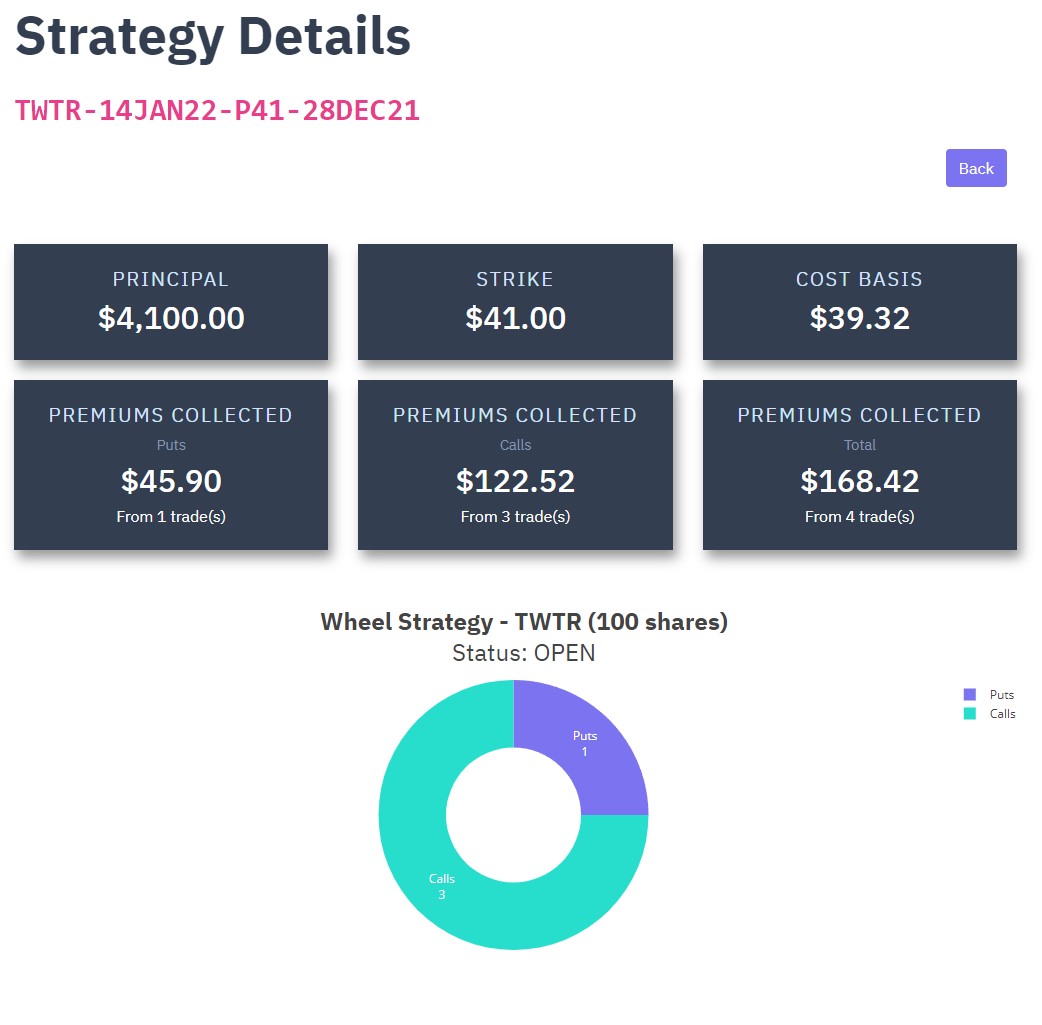 Strategy Details
TWTR-14JAN22-P41-28DEC21
Back
PRINCIPAL
$4,100.00
STRIKE
$41.00
COST BASIS
$39.32
PREMIUMS COLLECTED
Puts
$45.90
From 1 trade(s)
PREMIUMS COLLECTED
Calls
$122.52
From 3 trade(s)
PREMIUMS COLLECTED
Total
$168.42
From 4 trade(s)
Wheel Strategy - TWTR (100 shares)
Status: OPEN
Puts
Calls
Puts
1
Calls
3